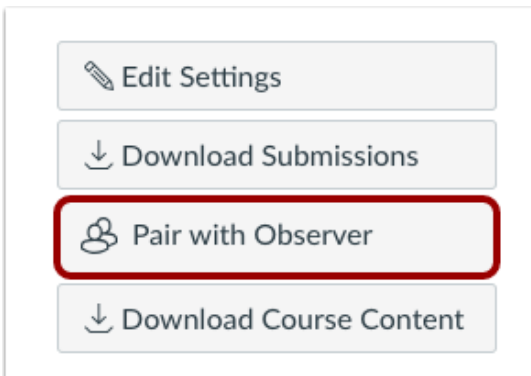 Edit Settings
Download Submissions
Pair with Observer
Download Course Content